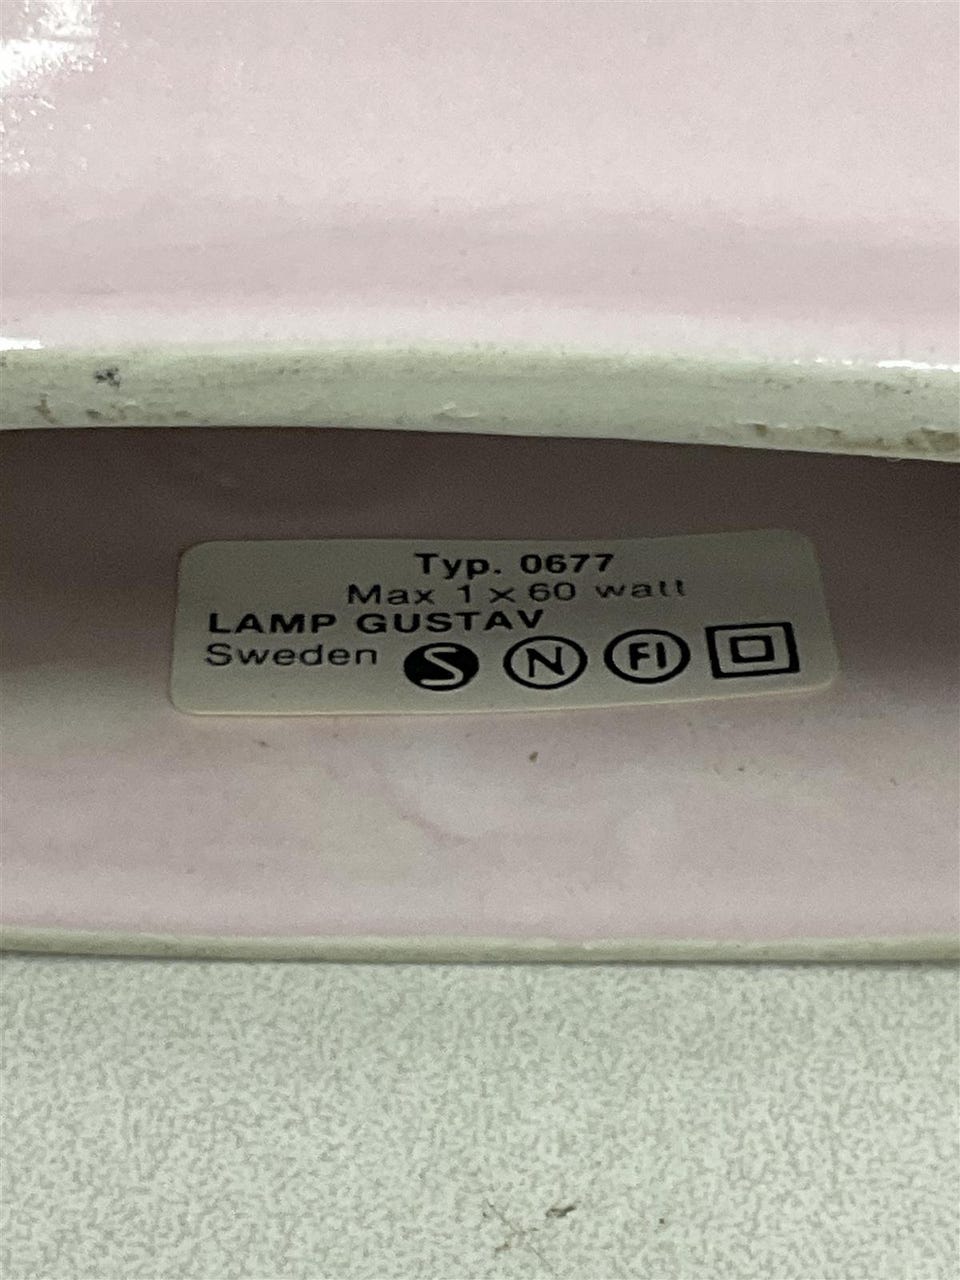 Typ. 0677
Max 1 x 60 watt
LAMP GUSTAV
Sweden S N FI